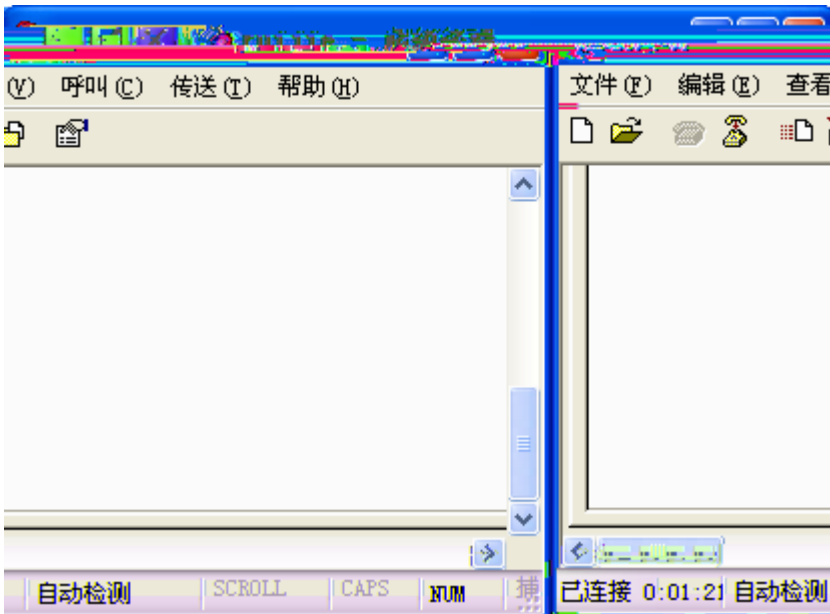 (V) 呼叫(C) 传送(T) 帮助(H)
文件(F) 编辑(E) 查看
自动检测 SCROLL CAPS NUM 捕
已连接 0:01:21 自动检测